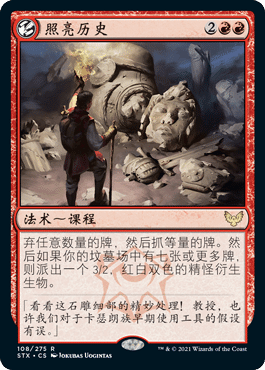 照亮历史 2
法术～课程
弃任意数量的牌，然后抓等量的牌。然
后如果你的坟墓场中有七张或更多牌，
则派出一个3/2，红白双色的精怪衍生
生物。
「看看这石雕细部的精妙处理！教授，也
许我们对于卡瑟朗族早期使用工具的假设
有误。」
108/275 R
STX • CS JOKUBAS UOGINTAS
™ & © 2021 Wizards of the Coast